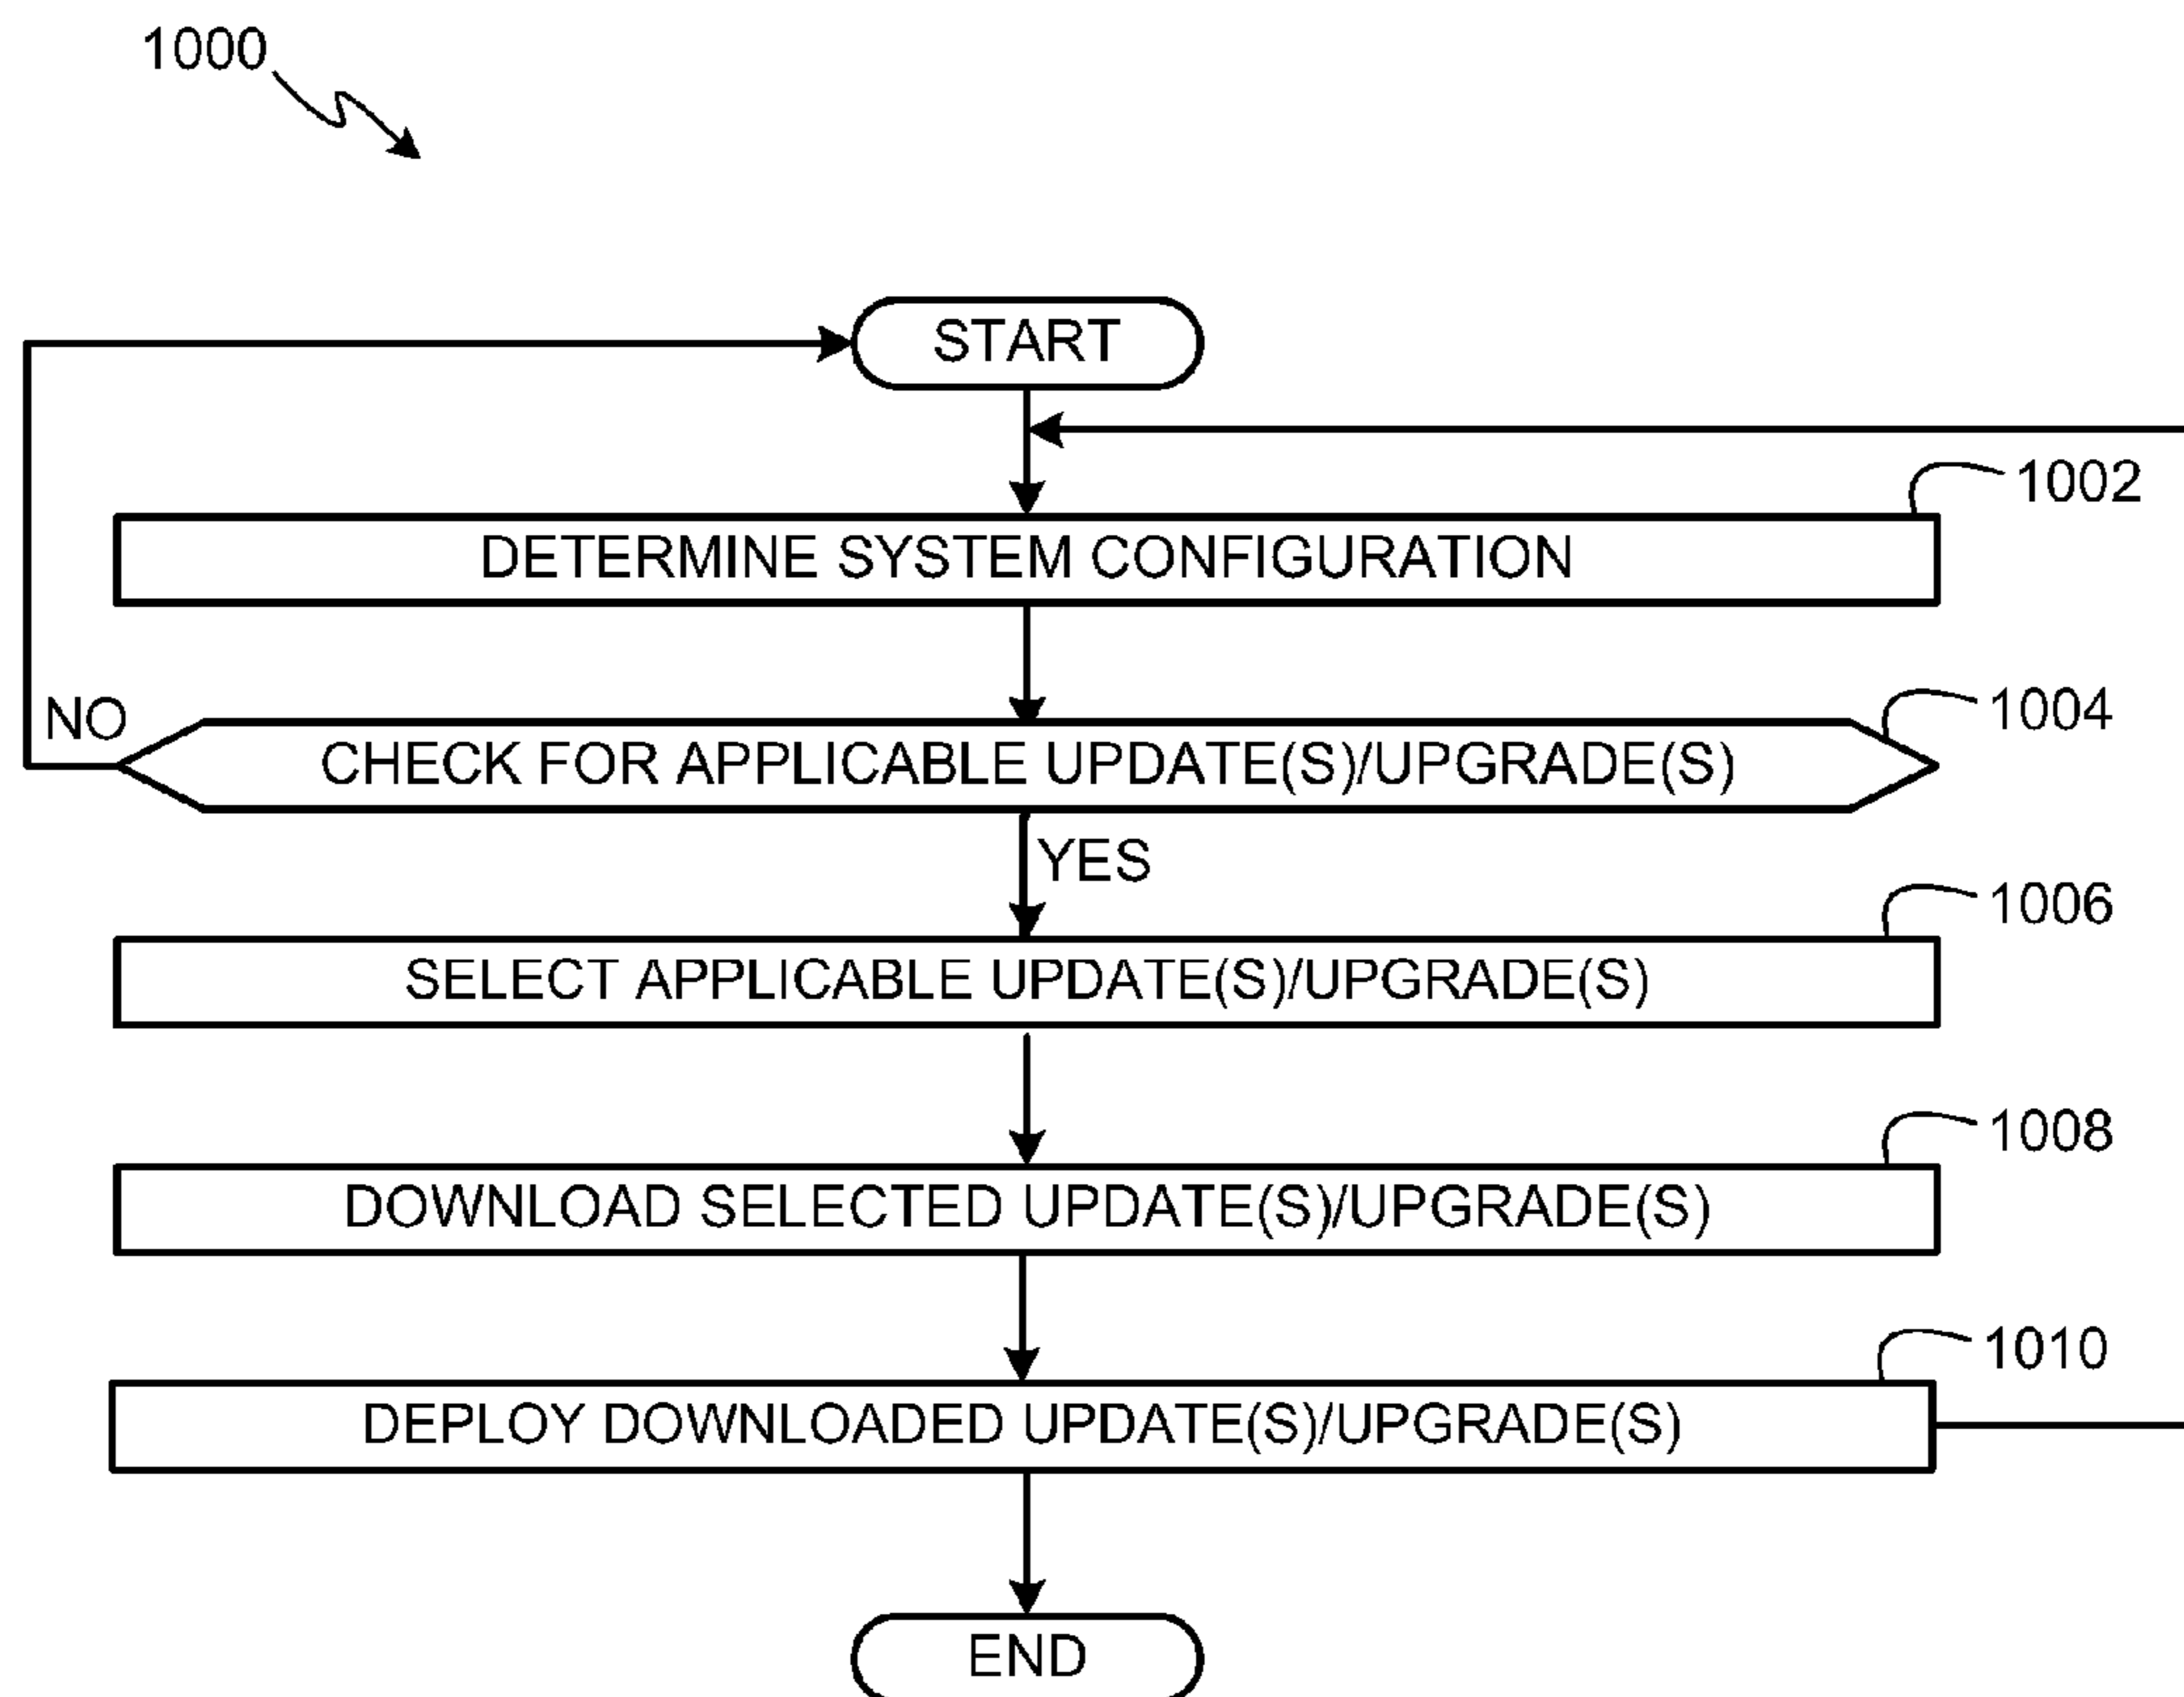 1000
START
1002
DETERMINE SYSTEM CONFIGURATION
NO
1004
CHECK FOR APPLICABLE UPDATE(S)/UPGRADE(S)
YES
1006
SELECT APPLICABLE UPDATE(S)/UPGRADE(S)
1008
DOWNLOAD SELECTED UPDATE(S)/UPGRADE(S)
1010
DEPLOY DOWNLOADED UPDATE(S)/UPGRADE(S)
END